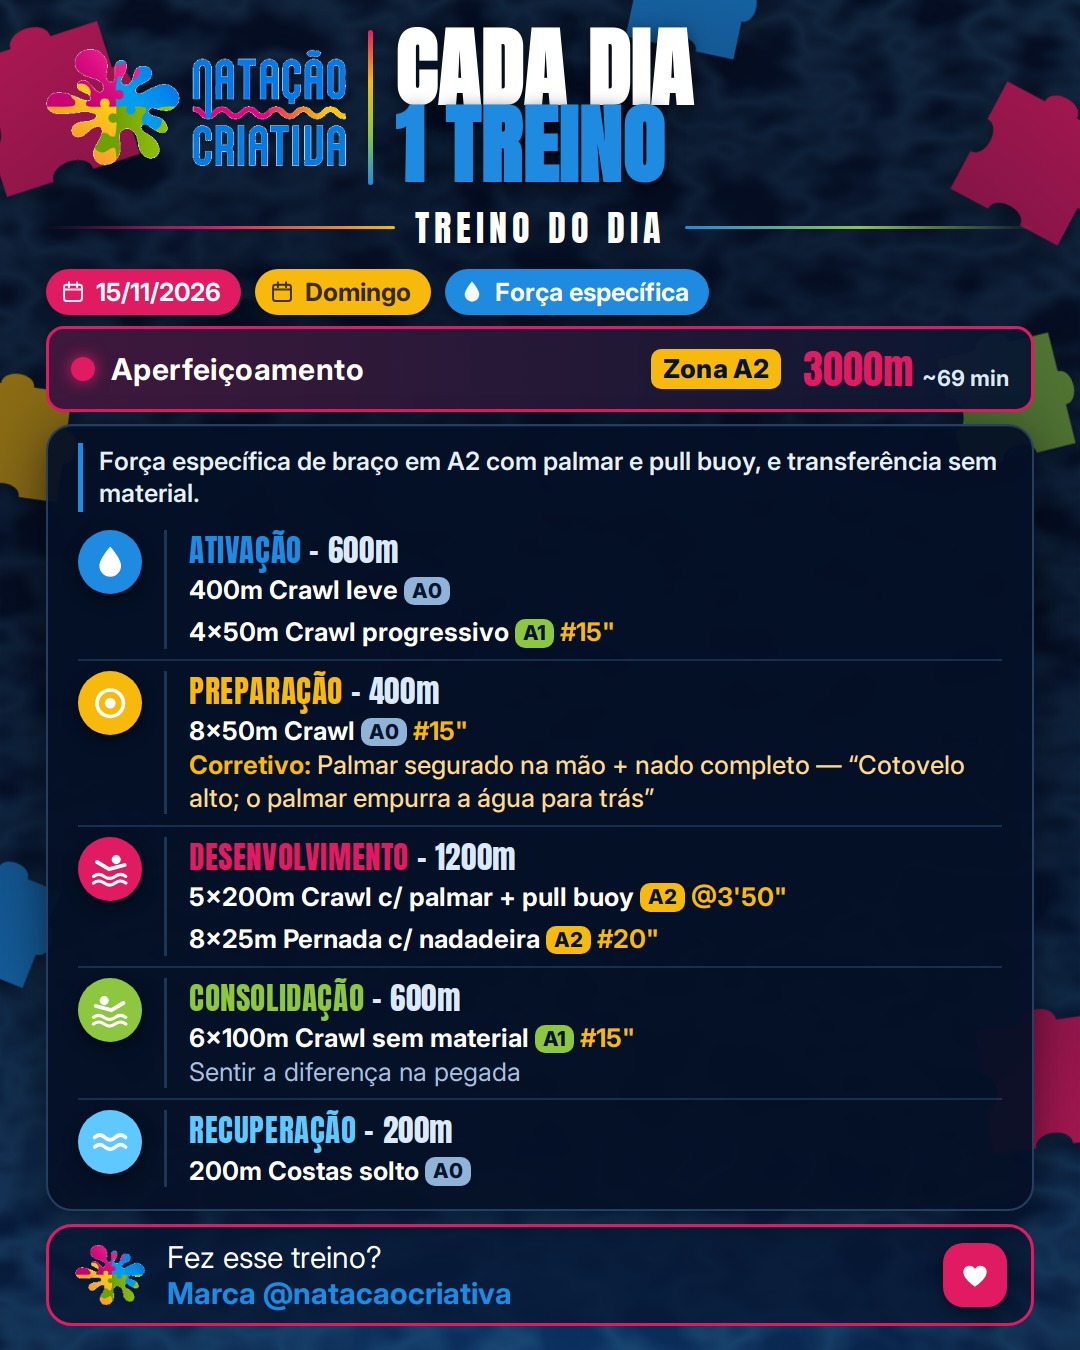 NATAÇÃO
CRIATIVA
CADA DIA
1 TREINO
TREINO DO DIA
15/11/2026
Domingo
Força específica
Aperfeiçoamento
Zona A2
3000m ~69 min
Força específica de braço em A2 com palmar e pull buoy, e transferência sem
material.
ATIVAÇÃO - 600m
400m Crawl leve A0
4×50m Crawl progressivo A1 #15"
PREPARAÇÃO - 400m
8×50m Crawl A0 #15"
Corretivo: Palmar segurado na mão + nado completo — “Cotovelo
alto; o palmar empurra a água para trás”
DESENVOLVIMENTO - 1200m
5×200m Crawl c/ palmar + pull buoy A2 @3'50"
8×25m Pernada c/ nadadeira A2 #20"
CONSOLIDAÇÃO - 600m
6×100m Crawl sem material A1 #15"
Sentir a diferença na pegada
RECUPERAÇÃO - 200m
200m Costas solto A0
Fez esse treino?
Marca @natacaocriativa